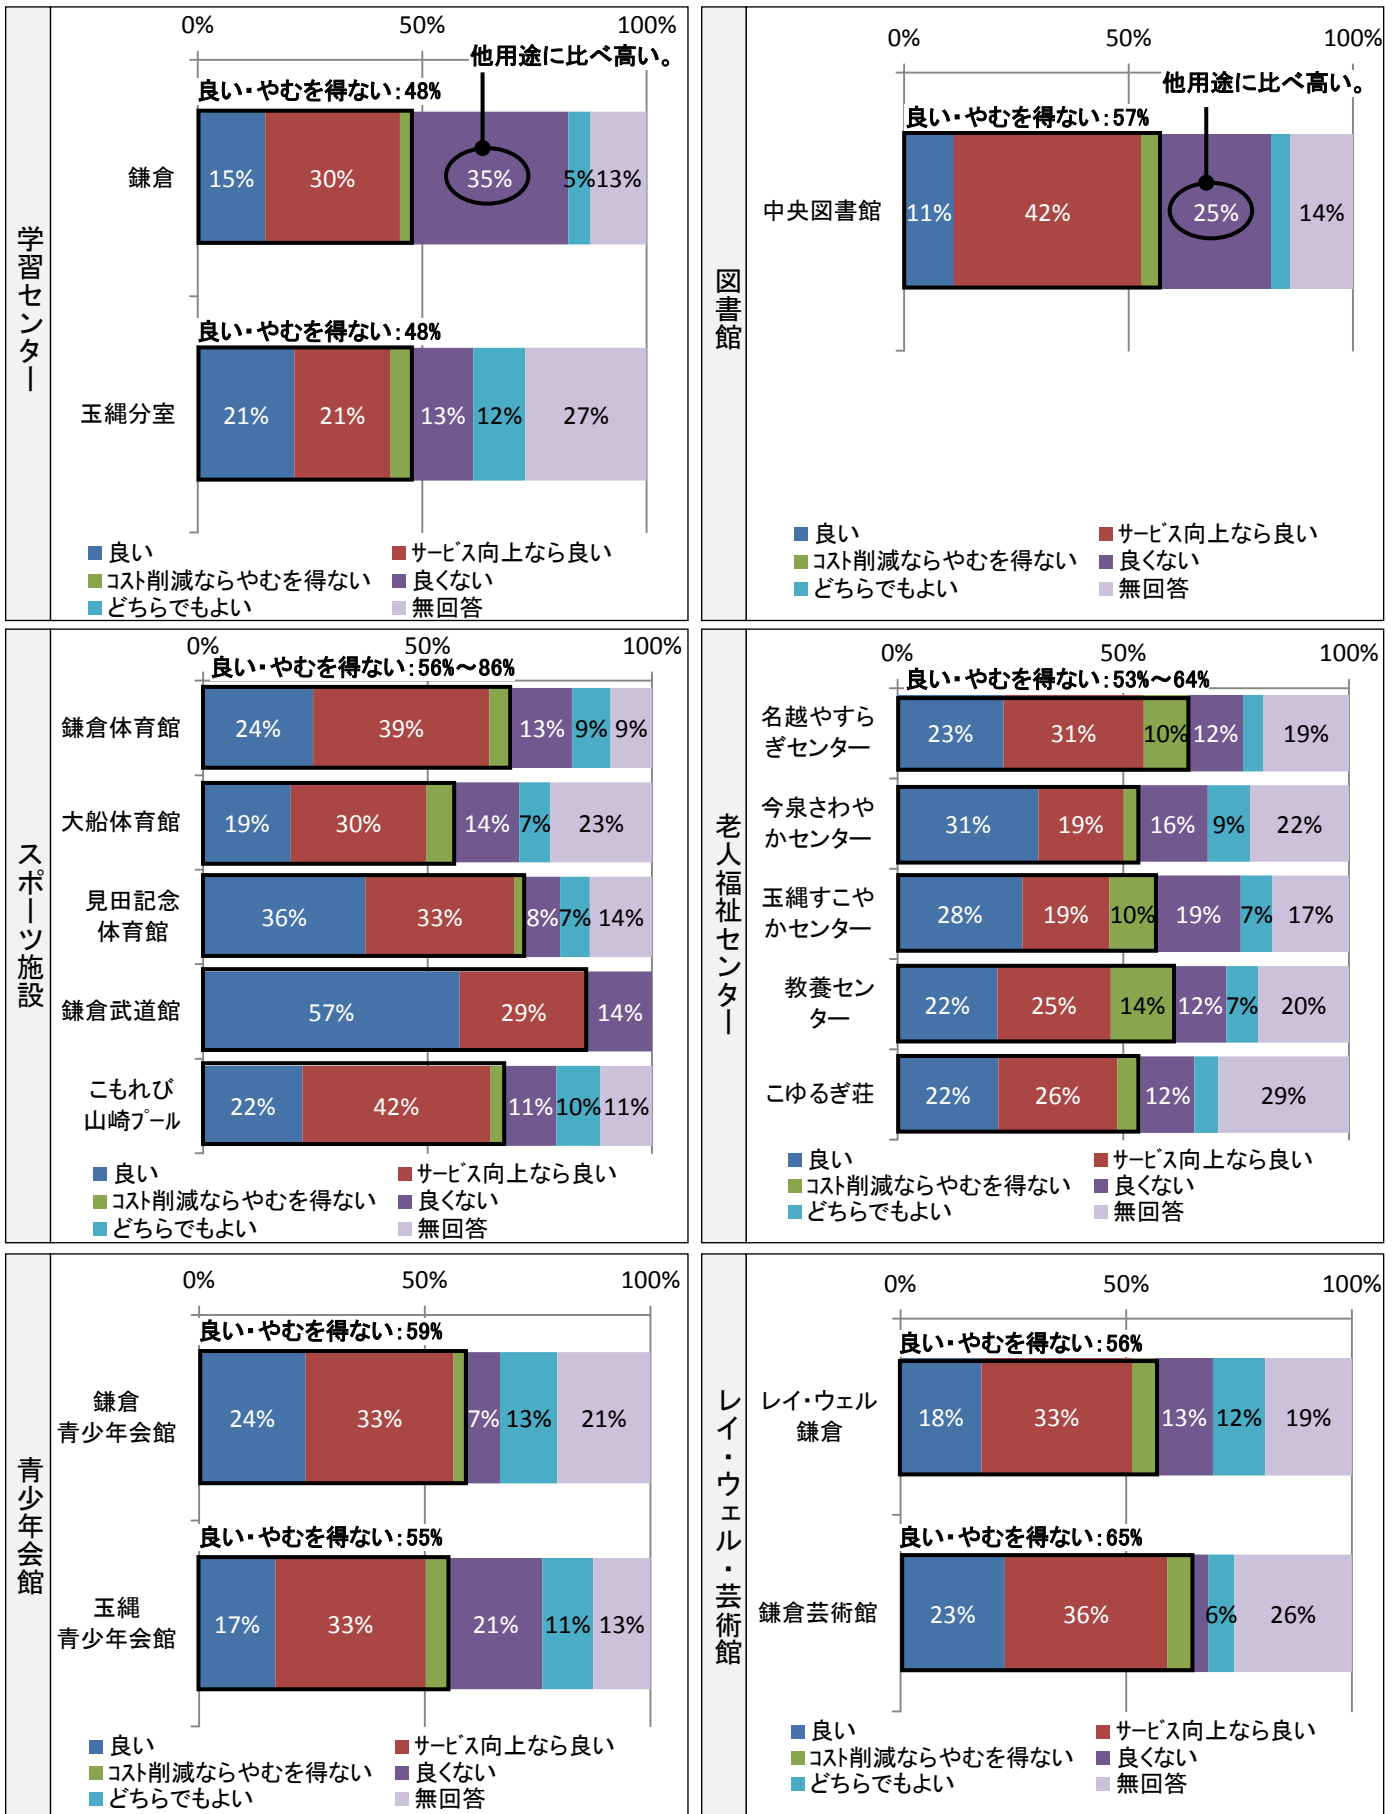 学習センター
0% 50% 100%
他用途に比べ高い。
良い・やむを得ない：48%
鎌倉
15% 30% 35% 5% 13%
良い・やむを得ない：48%
玉縄分室
21% 21% 13% 12% 27%
良い サービス向上なら良い
コスト削減ならやむを得ない 良くない
どちらでもよい 無回答
図書館
0% 50% 100%
他用途に比べ高い。
良い・やむを得ない：57%
中央図書館
11% 42% 25% 14%
良い サービス向上なら良い
コスト削減ならやむを得ない 良くない
どちらでもよい 無回答
スポーツ施設
0% 50% 100%
良い・やむを得ない：56%～86%
鎌倉体育館
24% 39% 13% 9% 9%
大船体育館
19% 30% 14% 7% 23%
見田記念
体育館
36% 33% 8% 7% 14%
鎌倉武道館
57% 29% 14%
こもれび
山崎プール
22% 42% 11% 10% 11%
良い サービス向上なら良い
コスト削減ならやむを得ない 良くない
どちらでもよい 無回答
老人福祉センター
0% 50% 100%
良い・やむを得ない：53%～64%
名越やすら
ぎセンター
23% 31% 10% 12% 19%
今泉さわや
かセンター
31% 19% 16% 9% 22%
玉縄すこや
かセンター
28% 19% 10% 19% 7% 17%
教養セン
ター
22% 25% 14% 12% 7% 20%
こゆるぎ荘
22% 26% 12% 29%
良い サービス向上なら良い
コスト削減ならやむを得ない 良くない
どちらでもよい 無回答
青少年会館
0% 50% 100%
良い・やむを得ない：59%
鎌倉
青少年会館
24% 33% 7% 13% 21%
良い・やむを得ない：55%
玉縄
青少年会館
17% 33% 21% 11% 13%
良い サービス向上なら良い
コスト削減ならやむを得ない 良くない
どちらでもよい 無回答
レイ・ウェル・芸術館
0% 50% 100%
良い・やむを得ない：56%
レイ・ウェル
鎌倉
18% 33% 13% 12% 19%
良い・やむを得ない：65%
鎌倉芸術館
23% 36% 6% 26%
良い サービス向上なら良い
コスト削減ならやむを得ない 良くない
どちらでもよい 無回答